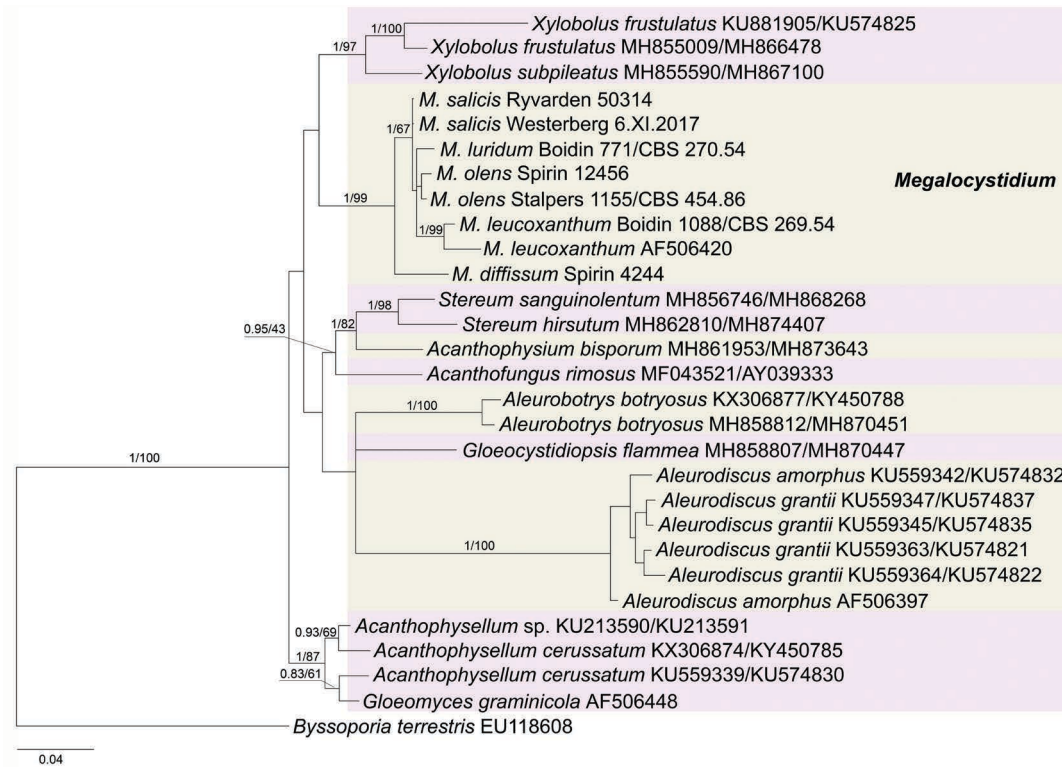 Xylobolus frustulatus KU881905/KU574825
1/100
Xylobolus frustulatus MH855009/MH866478
1/97
Xylobolus subpileatus MH855590/MH867100
M. salicis Ryvarden 50314
M. salicis Westerberg 6.XI.2017
1/67
M. luridum Boidin 771/CBS 270.54
M. olens Spirin 12456
Megalocystidium
M. olens Stalpers 1155/CBS 454.86
1/99
M. leucoxanthum Boidin 1088/CBS 269.54
1/99
M. leucoxanthum AF506420
M. diffissum Spirin 4244
Stereum sanguinolentum MH856746/MH868268
1/98
Stereum hirsutum MH862810/MH874407
0.95/43
1/82
Acanthophysium bisporum MH861953/MH873643
Acanthofungus rimosus MF043521/AY039333
Aleurobotrys botryosus KX306877/KY450788
1/100
Aleurobotrys botryosus MH858812/MH870451
Gloeocystidiopsis flammea MH858807/MH870447
1/100
Aleurodiscus amorphus KU559342/KU574832
Aleurodiscus grantii KU559347/KU574837
Aleurodiscus grantii KU559345/KU574835
1/100
Aleurodiscus grantii KU559363/KU574821
Aleurodiscus grantii KU559364/KU574822
Aleurodiscus amorphus AF506397
Acanthophysellum sp. KU213590/KU213591
0.93/69
Acanthophysellum cerussatum KX306874/KY450785
1/87
0.83/61
Acanthophysellum cerussatum KU559339/KU574830
Gloeomyces graminicola AF506448
Byssoporia terrestris EU118608
0.04